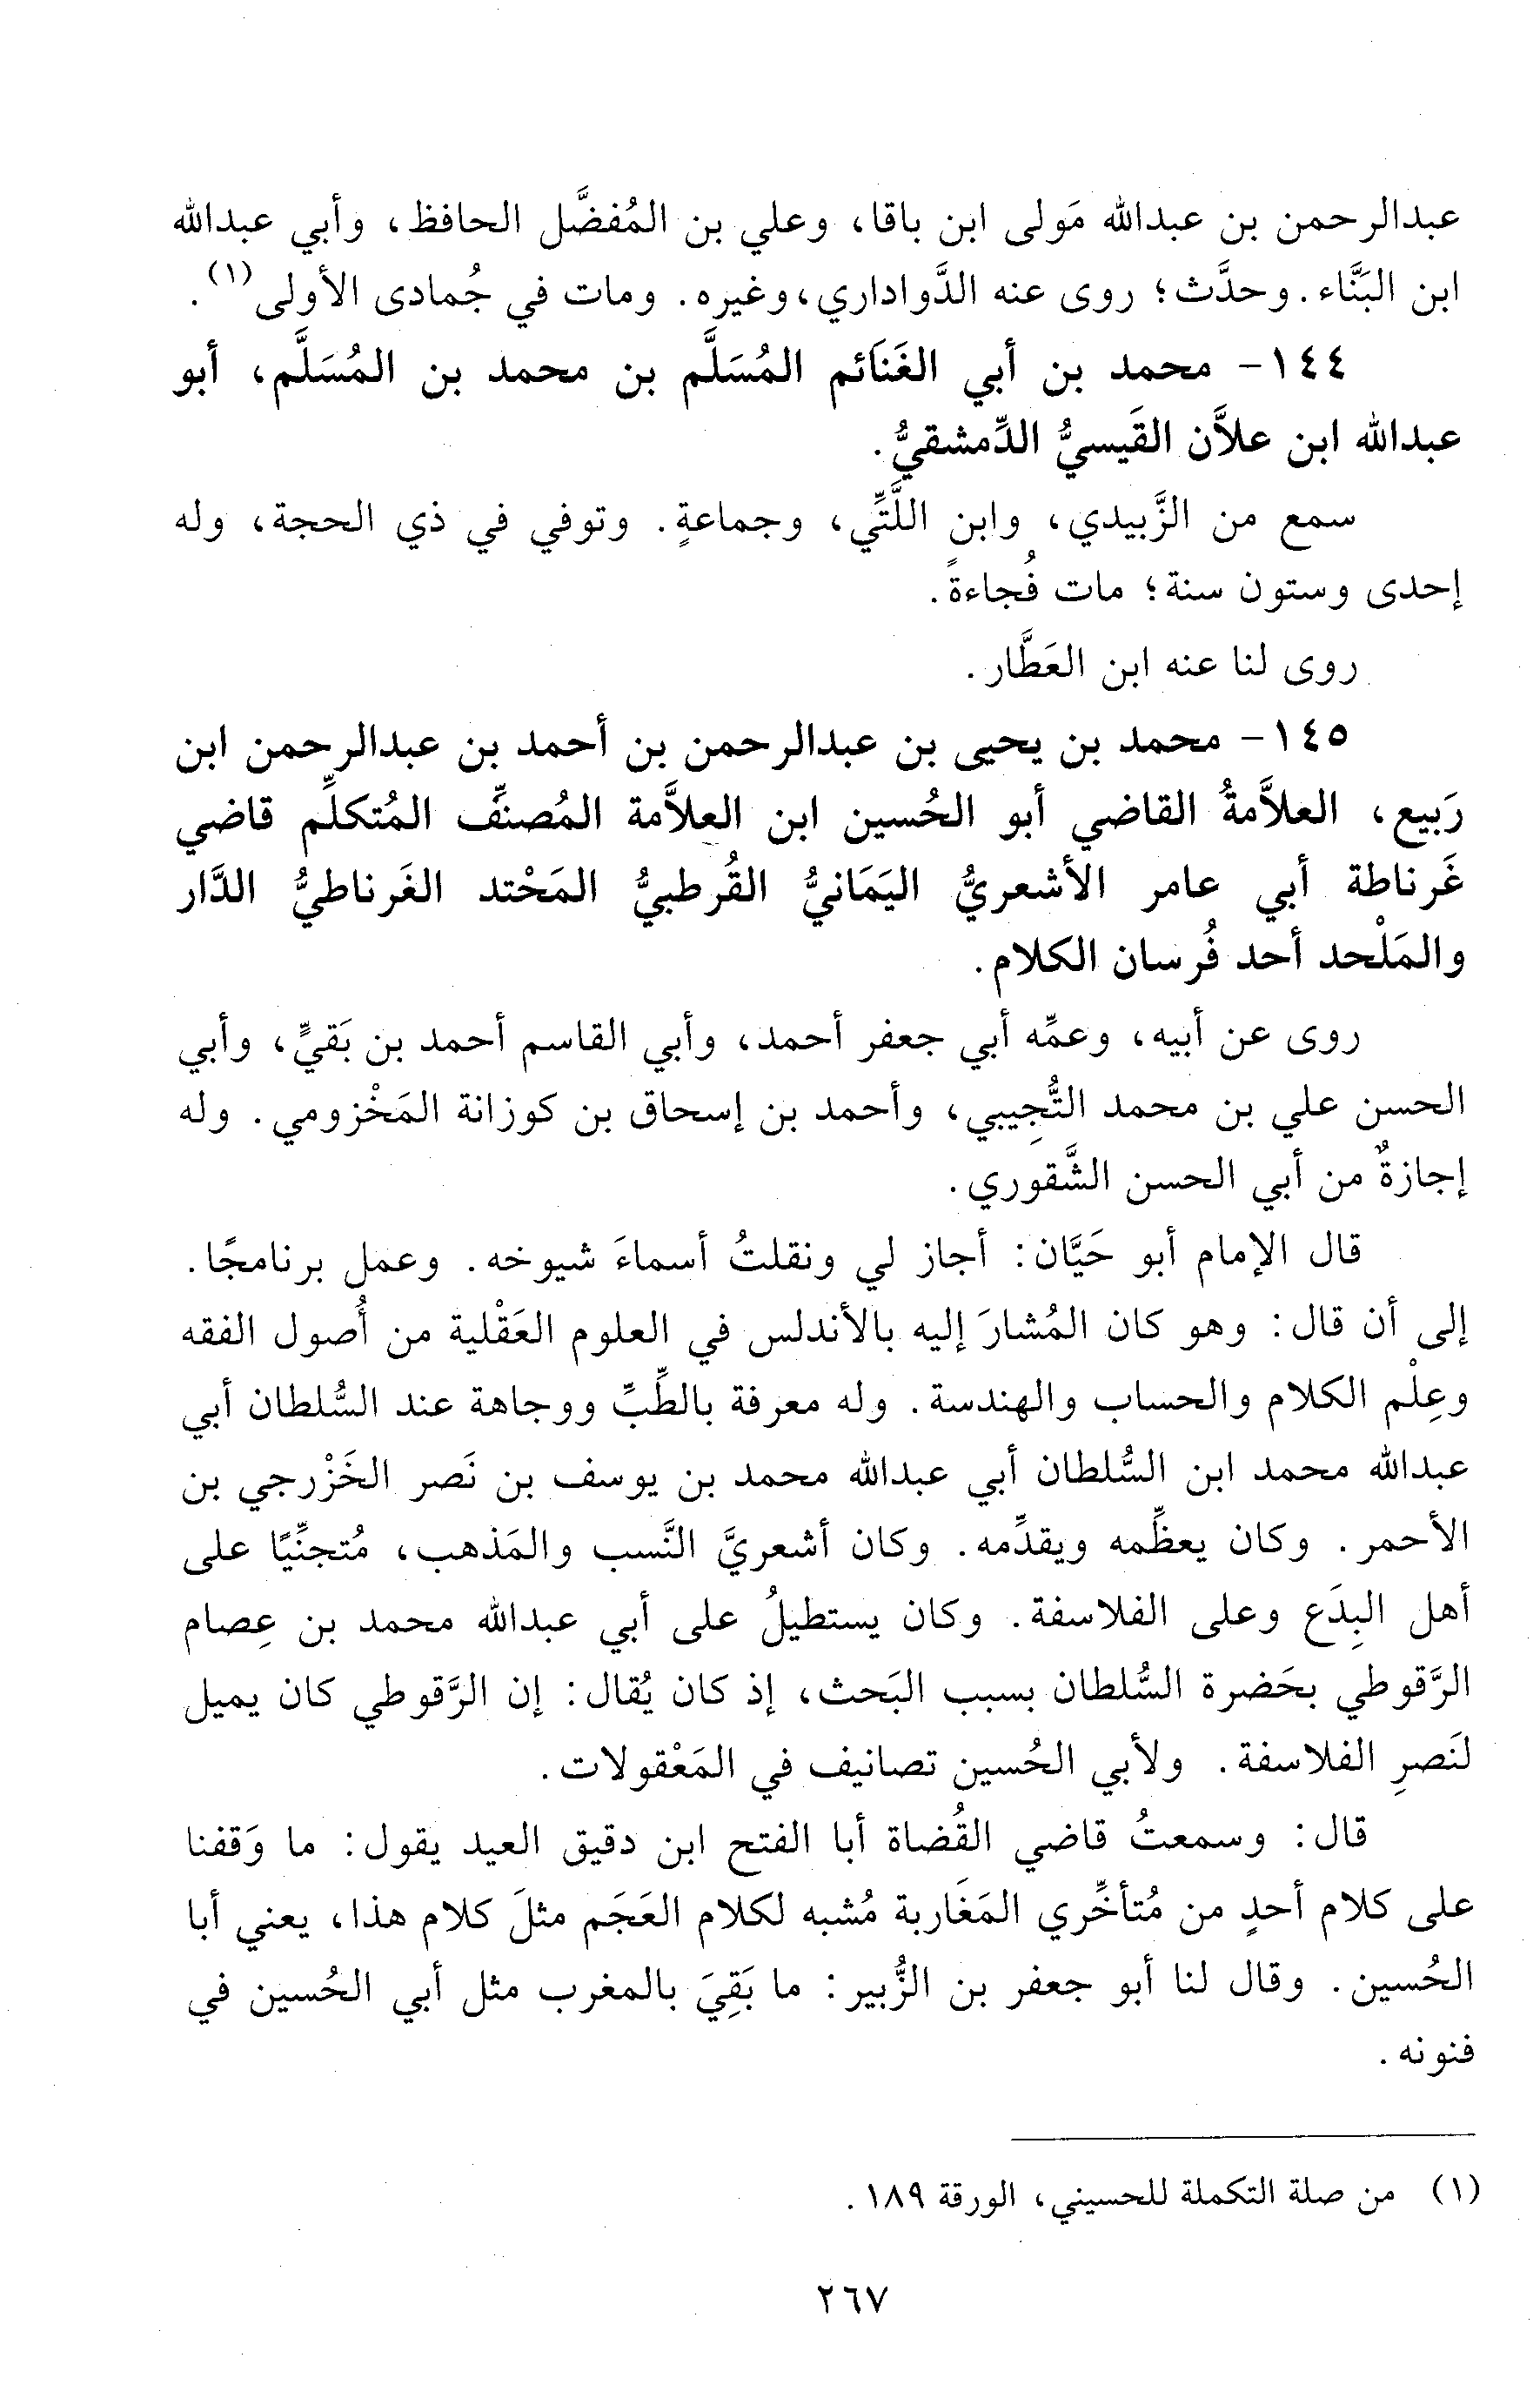 عبدالرحمن بن عبدالله مَولى ابن باقا، وعلي بن المُفضَّل الحافظ، وأبي عبدالله
ابن البَنَّاء. وحدَّث؛ روى عنه الدَّواداري، وغيره. ومات في جُمادى الأولى(١).
١٤٤- محمد بن أبي الغَنَائم المُسَلَّم بن محمد بن المُسَلَّم، أبو
عبدالله ابن علاَّن القَيسيُّ الدِّمشقيُّ.
سمع من الزَّبيدي، وابن اللَّتِّي، وجماعةٍ. وتوفي في ذي الحجة، وله
إحدى وستون سنة؛ مات فُجاءةً.
روى لنا عنه ابن العَطَّار.
١٤٥- محمد بن يحيى بن عبدالرحمن بن أحمد بن عبدالرحمن ابن
رَبيع، العلاَّمةُ القاضي أبو الحُسين ابن العلاَّمة المُصنِّف المُتكلِّم قاضي
غَرناطة أبي عامر الأشعريُّ اليَمَانيُّ القُرطبيُّ المَحْتد الغَرناطيُّ الدَّار
والمَلْحد أحد فُرسان الكلام.
روى عن أبيه، وعمِّه أبي جعفر أحمد، وأبي القاسم أحمد بن بَقيٍّ، وأبي
الحسن علي بن محمد التُّجِيبي، وأحمد بن إسحاق بن كوزانة المَخْزومي. وله
إجازةٌ من أبي الحسن الشَّقوري.
قال الإمام أبو حَيَّان: أجاز لي ونقلتُ أسماءَ شيوخه. وعمل برنامجًا.
إلى أن قال: وهو كان المُشارَ إليه بالأندلس في العلوم العَقْلية من أُصول الفقه
وعِلْم الكلام والحساب والهندسة. وله معرفة بالطِّبِّ ووجاهة عند السُّلطان أبي
عبدالله محمد ابن السُّلطان أبي عبدالله محمد بن يوسف بن نَصر الخَزْرجي بن
الأحمر. وكان يعظِّمه ويقدِّمه. وكان أشعريَّ النَّسب والمَذهب، مُتجنِّيًا على
أهل البِدَع وعلى الفلاسفة. وكان يستطيلُ على أبي عبدالله محمد بن عِصام
الرَّقوطي بحَضرة السُّلطان بسبب البَحث، إذ كان يُقال: إن الرَّقوطي كان يميل
لنَصرِ الفلاسفة. ولأبي الحُسين تصانيف في المَعْقولات.
قال: وسمعتُ قاضي القُضاة أبا الفتح ابن دقيق العيد يقول: ما وَقفنا
على كلام أحدٍ من مُتأخِّري المَغَاربة مُشبه لكلام العَجَم مثلَ كلام هذا، يعني أبا
الحُسين. وقال لنا أبو جعفر بن الزُّبير: ما بَقِيَ بالمغرب مثل أبي الحُسين في
فنونه.
(١) من صلة التكملة للحسيني، الورقة ١٨٩.
٢٦٧